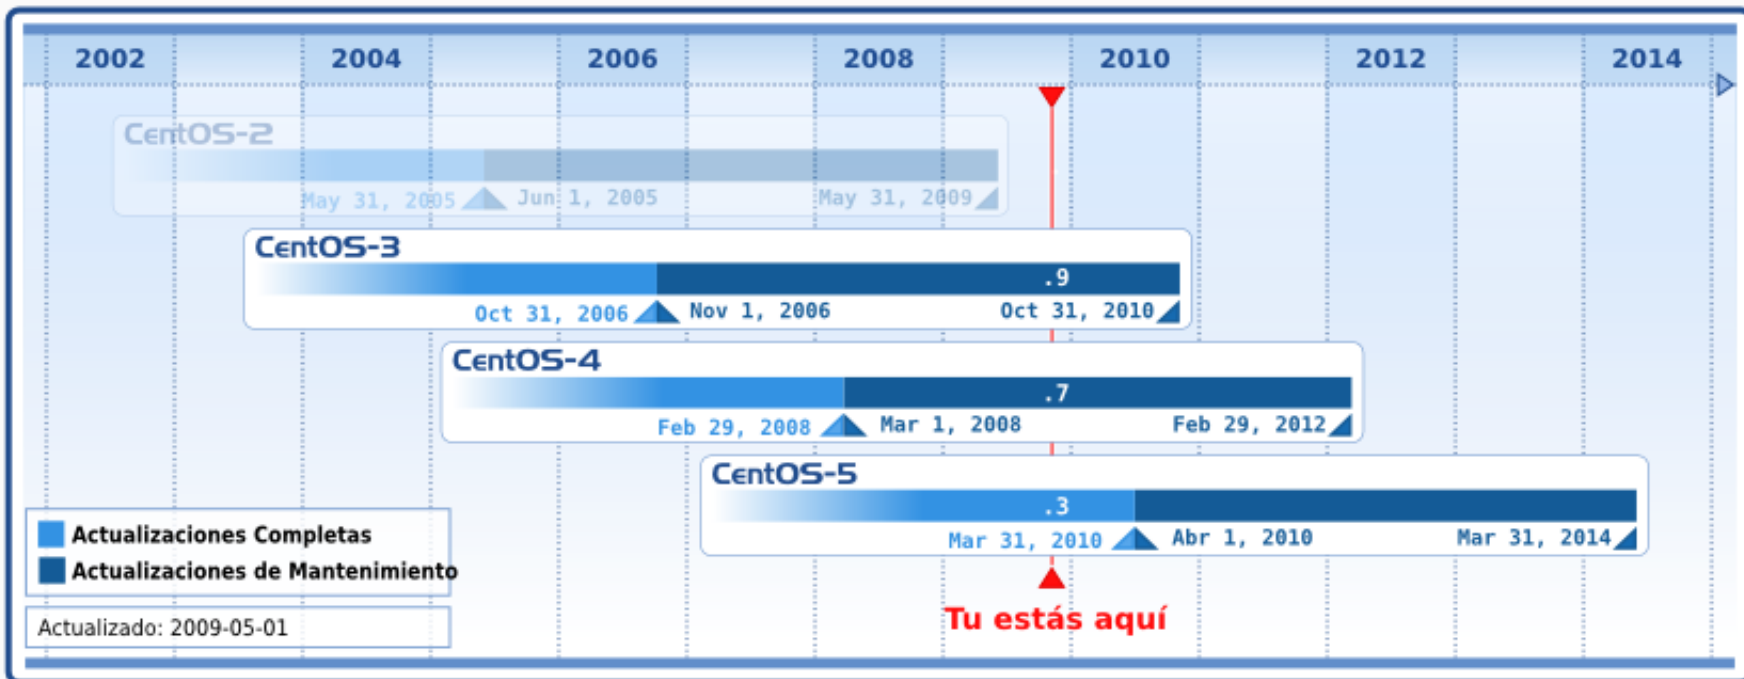 2002 2004 2006 2008 2010 2012 2014
CentOS-2
May 31, 2005 Jun 1, 2005 May 31, 2009
CentOS-3
.9
Oct 31, 2006 Nov 1, 2006 Oct 31, 2010
CentOS-4
.7
Feb 29, 2008 Mar 1, 2008 Feb 29, 2012
CentOS-5
.3
Mar 31, 2010 Abr 1, 2010 Mar 31, 2014
Actualizaciones Completas
Actualizaciones de Mantenimiento
Actualizado: 2009-05-01
Tu estás aquí